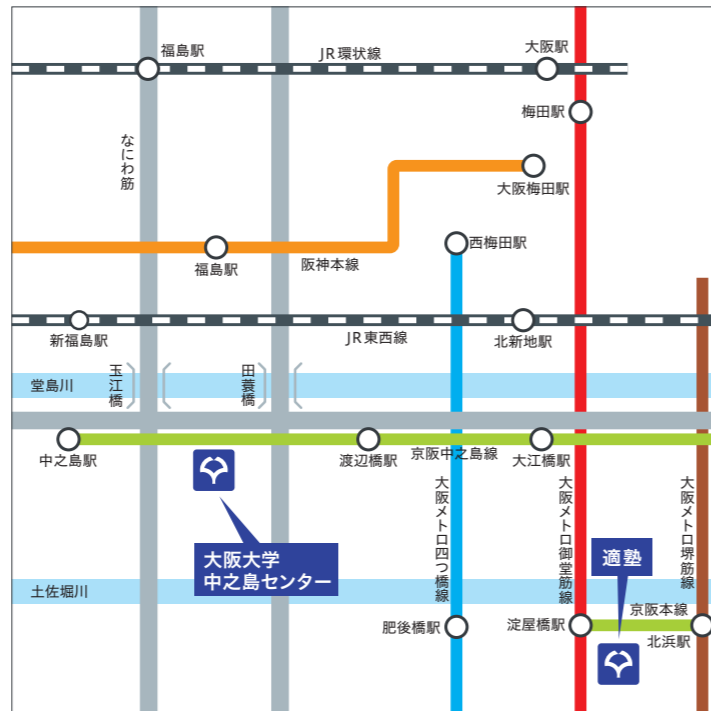 福島駅
JR環状線
大阪駅
梅田駅
なにわ筋
大阪梅田駅
西梅田駅
福島駅
阪神本線
新福島駅
JR東西線
北新地駅
堂島川
玉江橋
田蓑橋
中之島駅
渡辺橋駅
京阪中之島線
大江橋駅
大阪大学
中之島センター
大阪メトロ四つ橋線
大阪メトロ御堂筋線
大阪メトロ堺筋線
適塾
土佐堀川
肥後橋駅
淀屋橋駅
京阪本線
北浜駅